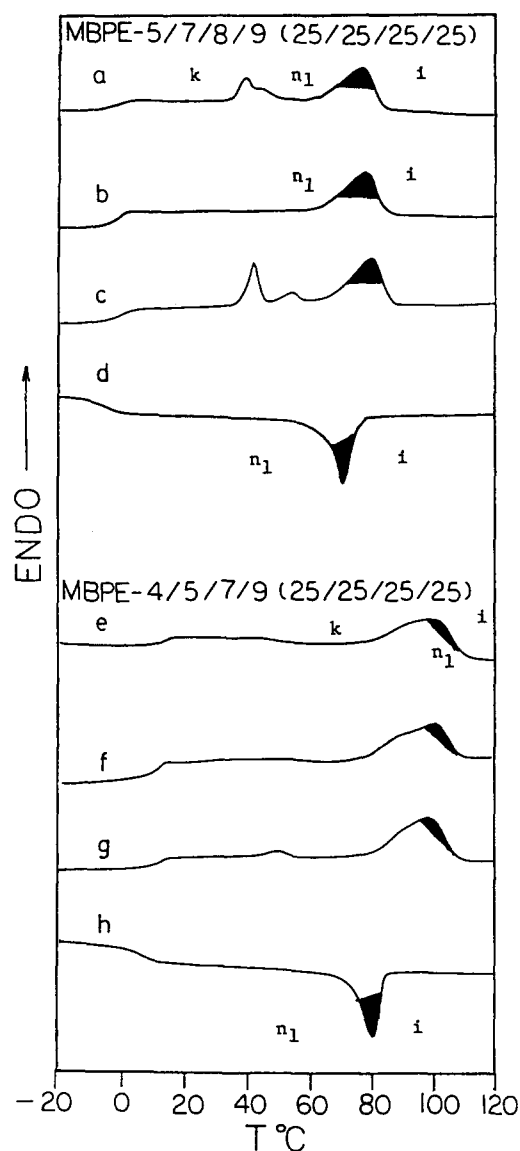 MBPE-5/7/8/9 (25/25/25/25)
a k n₁ i
b n₁ i
c
d
n₁ i
ENDO
MBPE-4/5/7/9 (25/25/25/25)
e k i
n₁
f
g
h
n₁ i
-20 0 20 40 60 80 100 120
T°C